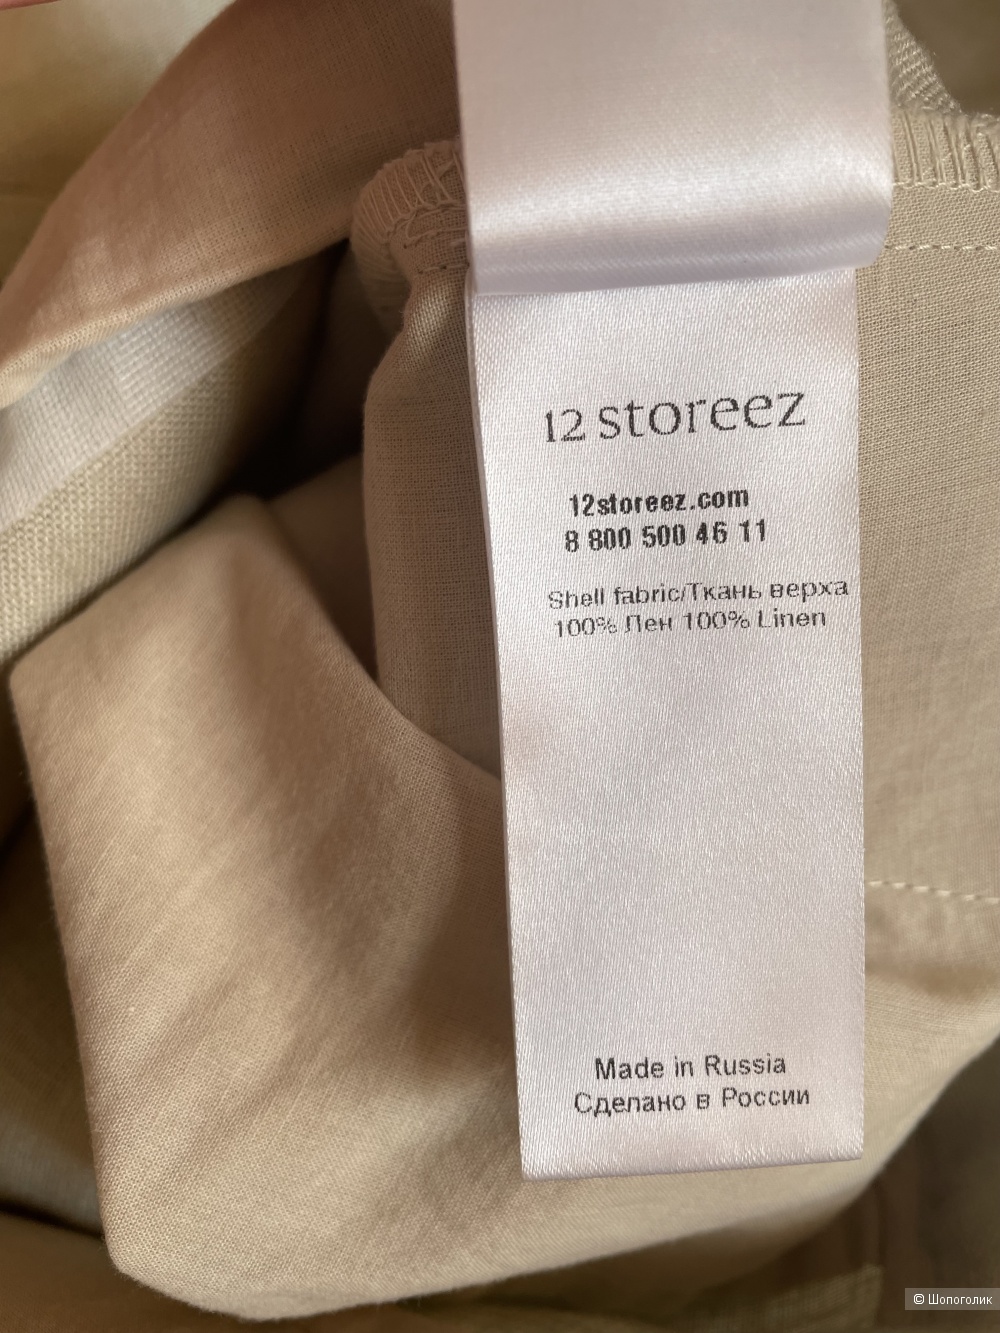 12 storeez
12storeez.com
8 800 500 46 11
Shell fabric/Ткань верха
100% Лен 100% Linen
Made in Russia
Сделано в России
© Шопоголик